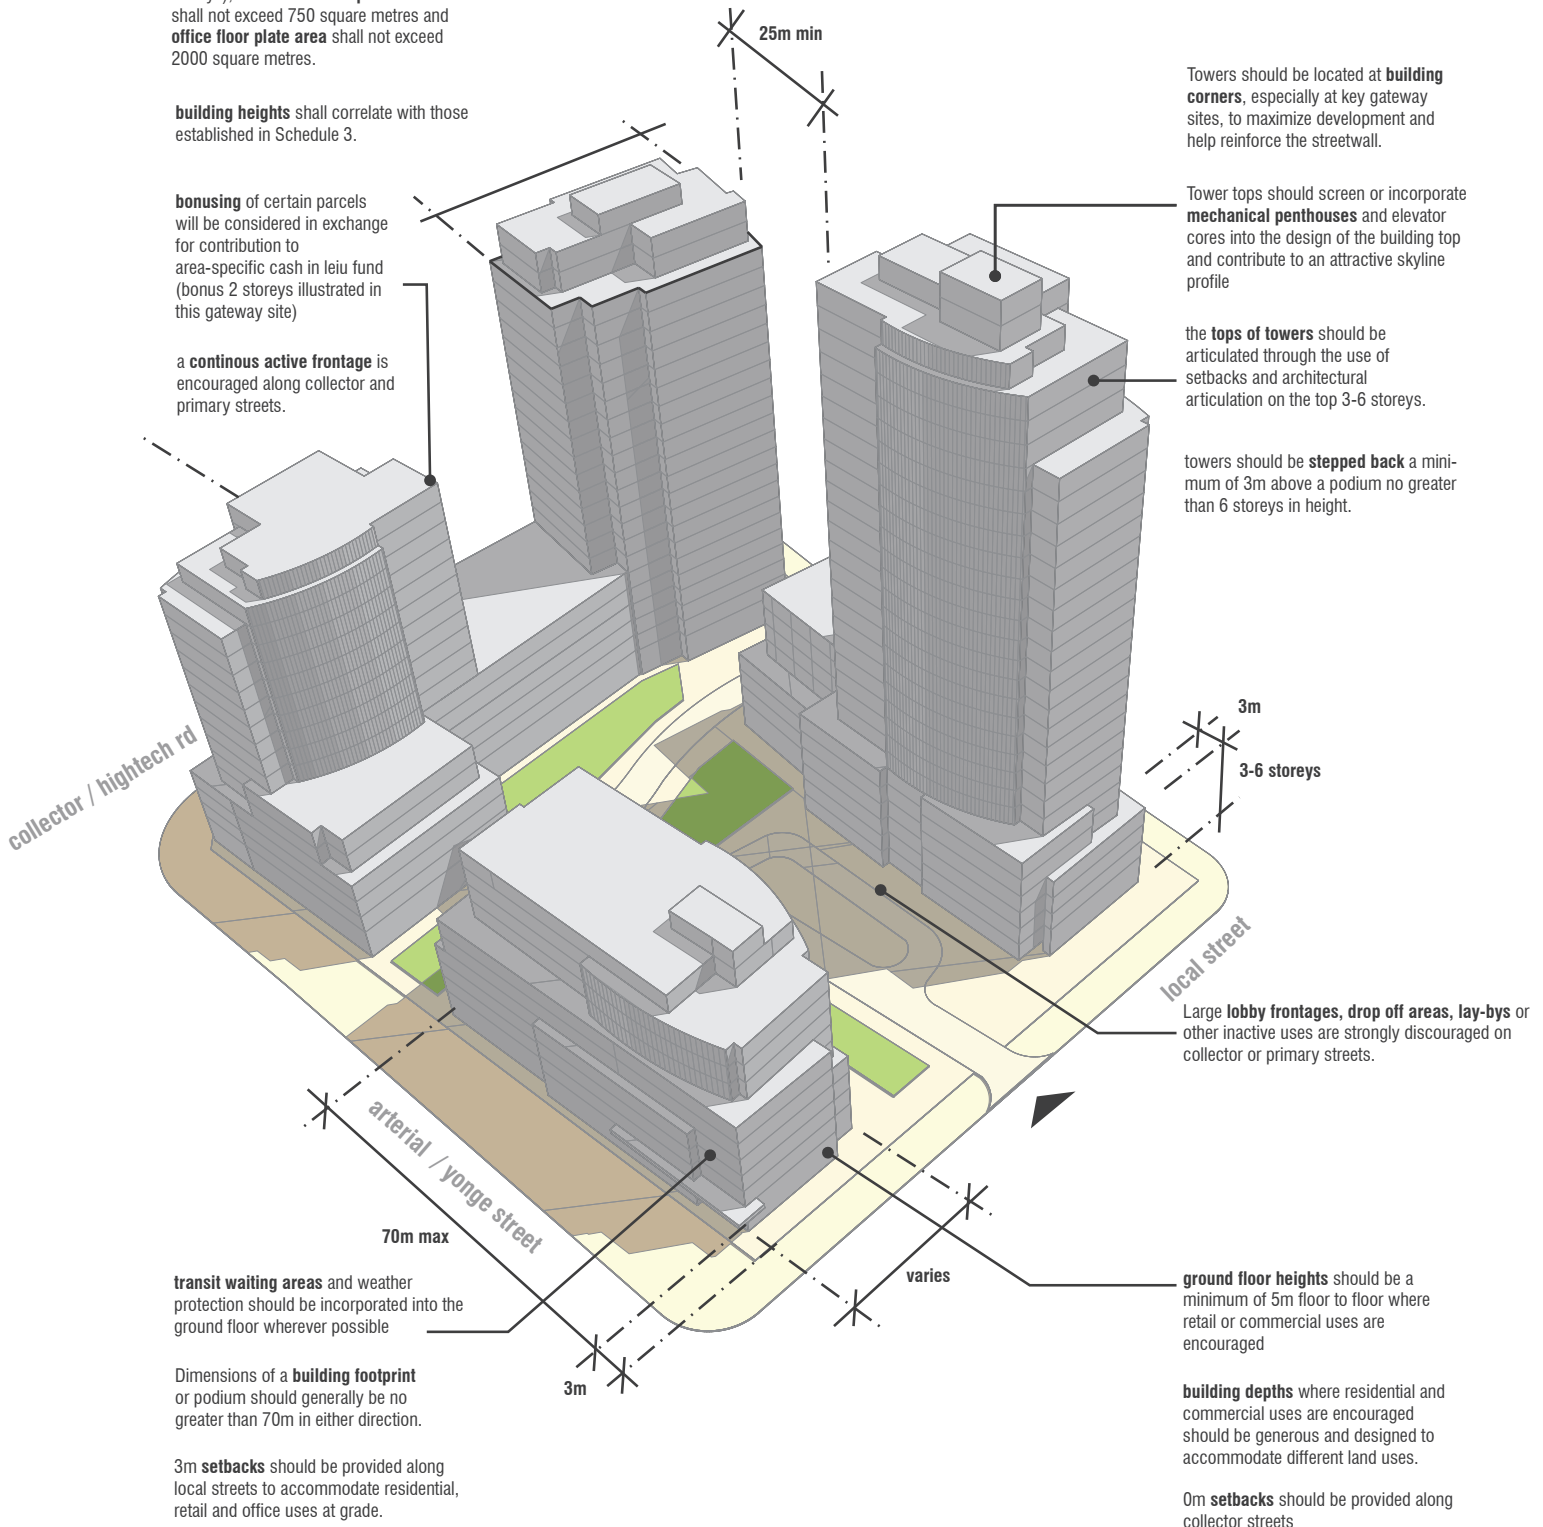 shall not exceed 750 square metres and
office floor plate area shall not exceed
2000 square metres.
building heights shall correlate with those
established in Schedule 3.
bonusing of certain parcels
will be considered in exchange
for contribution to
area-specific cash in leiu fund
(bonus 2 storeys illustrated in
this gateway site)
a continous active frontage is
encouraged along collector and
primary streets.
25m min
Towers should be located at building
corners, especially at key gateway
sites, to maximize development and
help reinforce the streetwall.
Tower tops should screen or incorporate
mechanical penthouses and elevator
cores into the design of the building top
and contribute to an attractive skyline
profile
the tops of towers should be
articulated through the use of
setbacks and architectural
articulation on the top 3-6 storeys.
towers should be stepped back a mini-
mum of 3m above a podium no greater
than 6 storeys in height.
3m
3-6 storeys
collector / hightech rd
local street
Large lobby frontages, drop off areas, lay-bys or
other inactive uses are strongly discouraged on
collector or primary streets.
arterial / yonge street
70m max
varies
3m
transit waiting areas and weather
protection should be incorporated into the
ground floor wherever possible
Dimensions of a building footprint
or podium should generally be no
greater than 70m in either direction.
3m setbacks should be provided along
local streets to accommodate residential,
retail and office uses at grade.
ground floor heights should be a
minimum of 5m floor to floor where
retail or commercial uses are
encouraged
building depths where residential and
commercial uses are encouraged
should be generous and designed to
accommodate different land uses.
0m setbacks should be provided along
collector streets